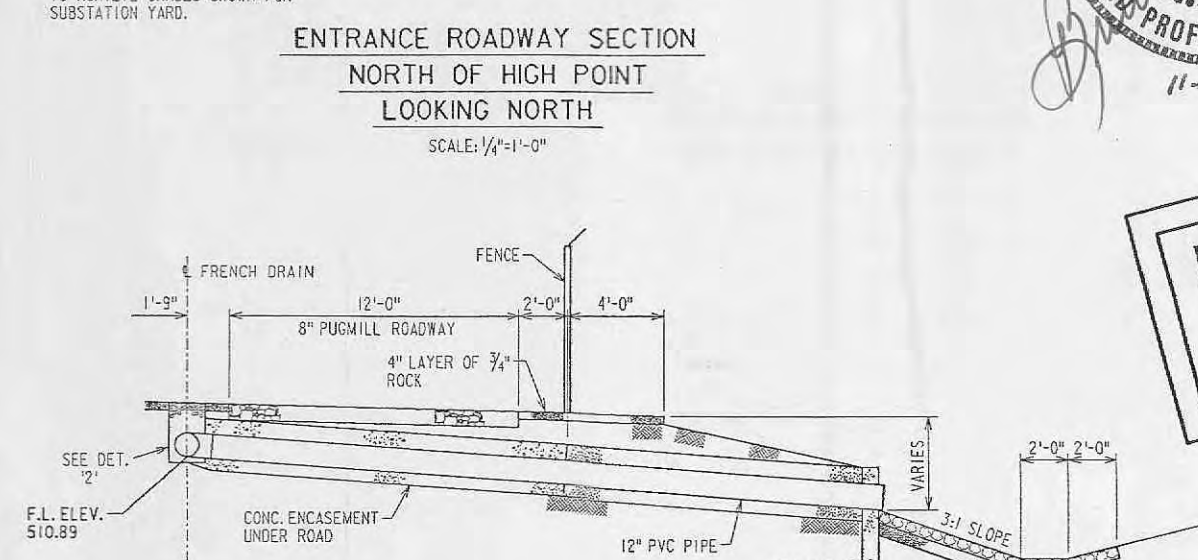 SUBSTATION YARD.
ENTRANCE ROADWAY SECTION
NORTH OF HIGH POINT
LOOKING NORTH
SCALE: 1/4"=1'-0"
PROF
11-
FENCE
℄ FRENCH DRAIN
1'-9"
12'-0"
2'-0"
4'-0"
8" PUGMILL ROADWAY
4" LAYER OF 3/4"
ROCK
SEE DET.
'2'
VARIES
2'-0"
2'-0"
F.L. ELEV.
510.89
CONC. ENCASEMENT
UNDER ROAD
12" PVC PIPE
3:1 SLOPE